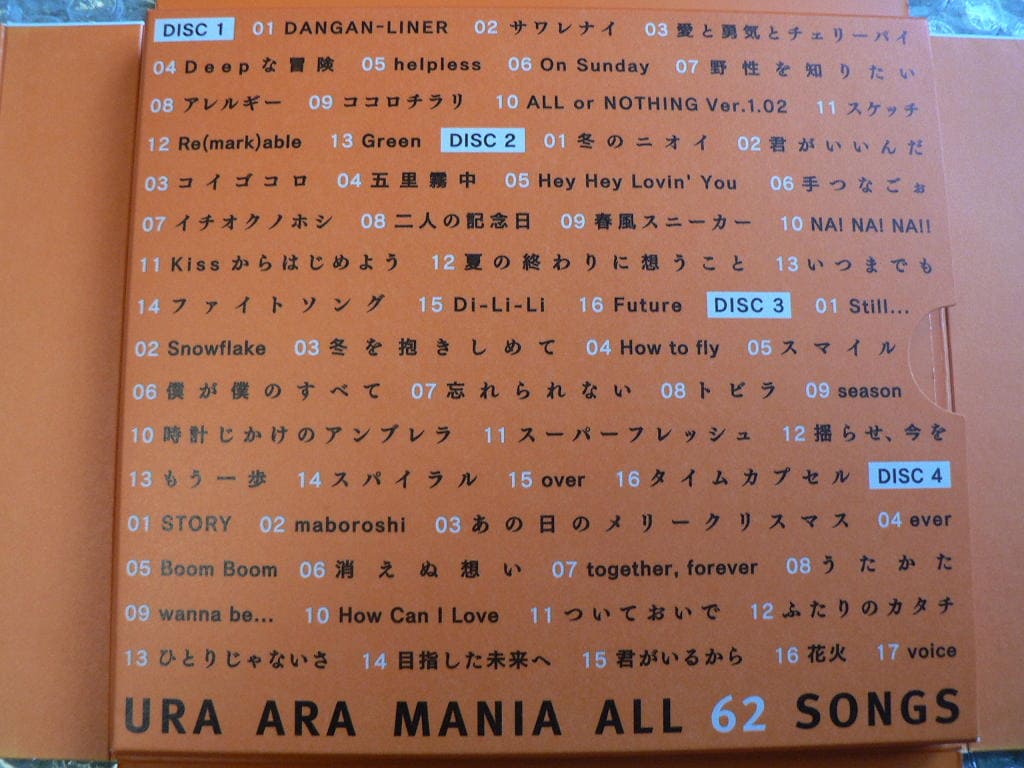 DISC 1 01 DANGAN-LINER 02 サワレナイ 03 愛と勇気とチェリーパイ
04 Deepな冒険 05 helpless 06 On Sunday 07 野性を知りたい
08 アレルギー 09 ココロチラリ 10 ALL or NOTHING Ver.1.02 11 スケッチ
12 Re(mark)able 13 Green DISC 2 01 冬のニオイ 02 君がいいんだ
03 コイゴコロ 04 五里霧中 05 Hey Hey Lovin' You 06 手つなごぉ
07 イチオクノホシ 08 二人の記念日 09 春風スニーカー 10 NA! NA! NA!!
11 Kissからはじめよう 12 夏の終わりに想うこと 13 いつまでも
14 ファイトソング 15 Di-Li-Li 16 Future DISC 3 01 Still...
02 Snowflake 03 冬を抱きしめて 04 How to fly 05 スマイル
06 僕が僕のすべて 07 忘れられない 08 トビラ 09 season
10 時計じかけのアンブレラ 11 スーパーフレッシュ 12 揺らせ、今を
13 もう一歩 14 スパイラル 15 over 16 タイムカプセル DISC 4
01 STORY 02 maboroshi 03 あの日のメリークリスマス 04 ever
05 Boom Boom 06 消えぬ想い 07 together, forever 08 うたかた
09 wanna be... 10 How Can I Love 11 ついておいで 12 ふたりのカタチ
13 ひとりじゃないさ 14 目指した未来へ 15 君がいるから 16 花火 17 voice
URA ARA MANIA ALL 62 SONGS